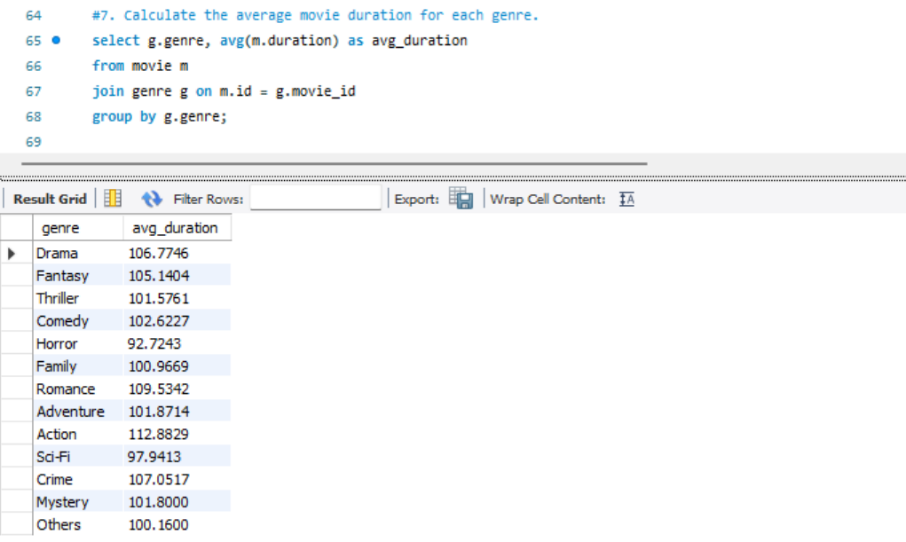 64 #7. Calculate the average movie duration for each genre.
65 select g.genre, avg(m.duration) as avg_duration
66 from movie m
67 join genre g on m.id = g.movie_id
68 group by g.genre;
69
Result Grid Filter Rows: Export: Wrap Cell Content: IA
genre avg_duration
Drama 106.7746
Fantasy 105.1404
Thriller 101.5761
Comedy 102.6227
Horror 92.7243
Family 100.9669
Romance 109.5342
Adventure 101.8714
Action 112.8829
Sci-Fi 97.9413
Crime 107.0517
Mystery 101.8000
Others 100.1600